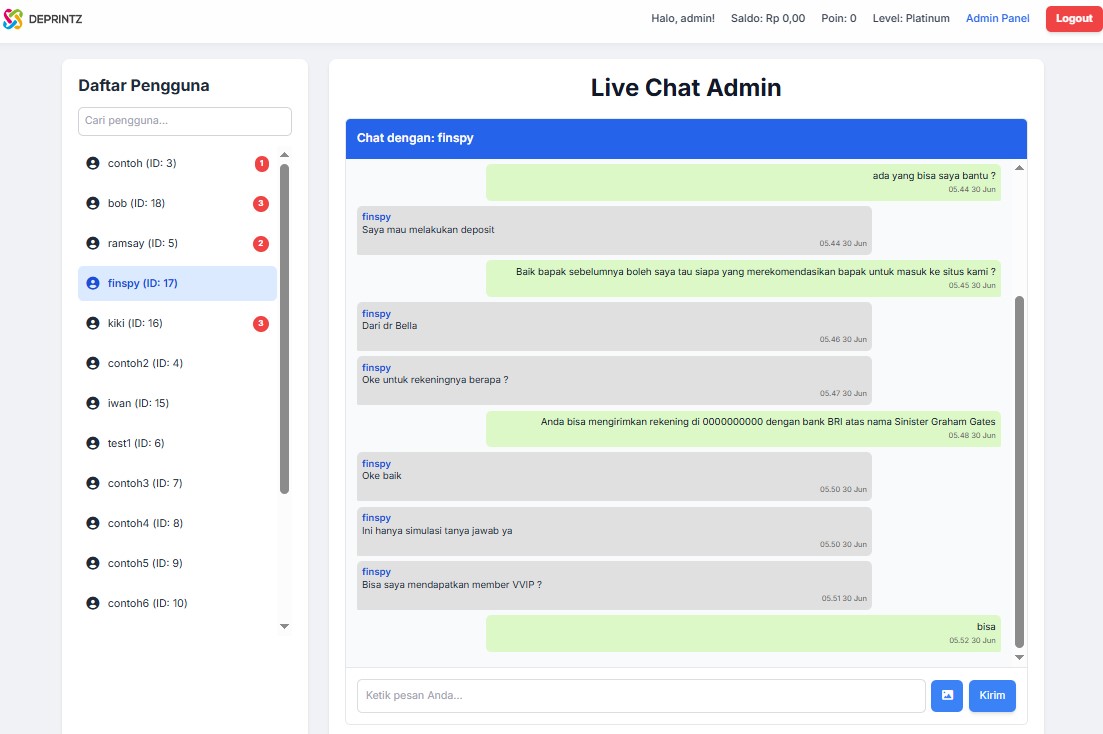 DEPRINTZ
Halo, admin! Saldo: Rp 0,00 Poin: 0 Level: Platinum Admin Panel Logout
Daftar Pengguna
Cari pengguna...
contoh (ID: 3) 1
bob (ID: 18) 3
ramsay (ID: 5) 2
finspy (ID: 17)
kiki (ID: 16) 3
contoh2 (ID: 4)
iwan (ID: 15)
test1 (ID: 6)
contoh3 (ID: 7)
contoh4 (ID: 8)
contoh5 (ID: 9)
contoh6 (ID: 10)
Live Chat Admin
Chat dengan: finspy
ada yang bisa saya bantu ?
05.44 30 Jun
finspy
Saya mau melakukan deposit
05.44 30 Jun
Baik bapak sebelumnya boleh saya tau siapa yang merekomendasikan bapak untuk masuk ke situs kami ?
05.45 30 Jun
finspy
Dari dr Bella
05.46 30 Jun
finspy
Oke untuk rekeningnya berapa ?
05.47 30 Jun
Anda bisa mengirimkan rekening di 0000000000 dengan bank BRI atas nama Sinister Graham Gates
05.48 30 Jun
finspy
Oke baik
05.50 30 Jun
finspy
Ini hanya simulasi tanya jawab ya
05.50 30 Jun
finspy
Bisa saya mendapatkan member VVIP ?
05.51 30 Jun
bisa
05.52 30 Jun
Ketik pesan Anda...
Kirim